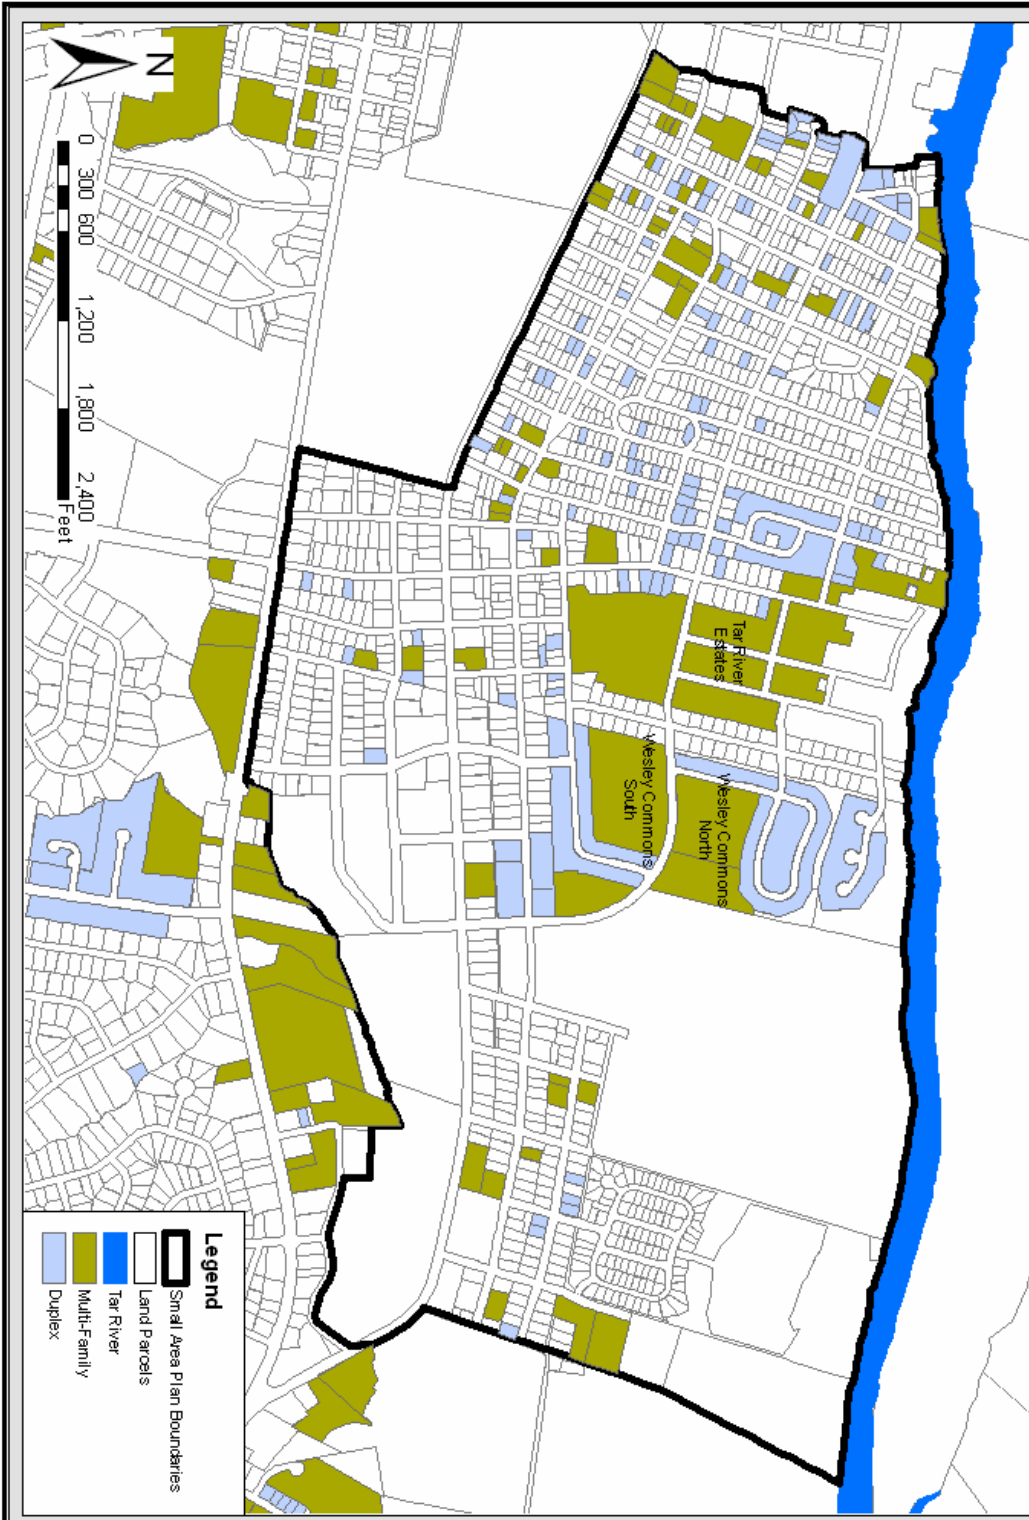 Tar River
Estates
Wesley Commons
North
Wesley Commons
South
N
0 300 600 1,200 1,800 2,400
Feet
Legend
Small Area Plan Boundaries
Land Parcels
Tar River
Multi-Family
Duplex